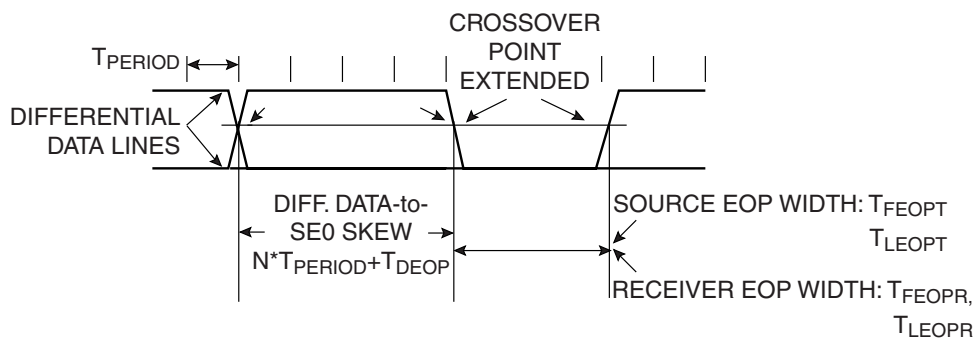 CROSSOVER
POINT
EXTENDED
TPERIOD
DIFFERENTIAL
DATA LINES
DIFF. DATA-to-
SE0 SKEW
N*TPERIOD+TDEOP
SOURCE EOP WIDTH: TFEOPT
TLEOPT
RECEIVER EOP WIDTH: TFEOPR,
TLEOPR